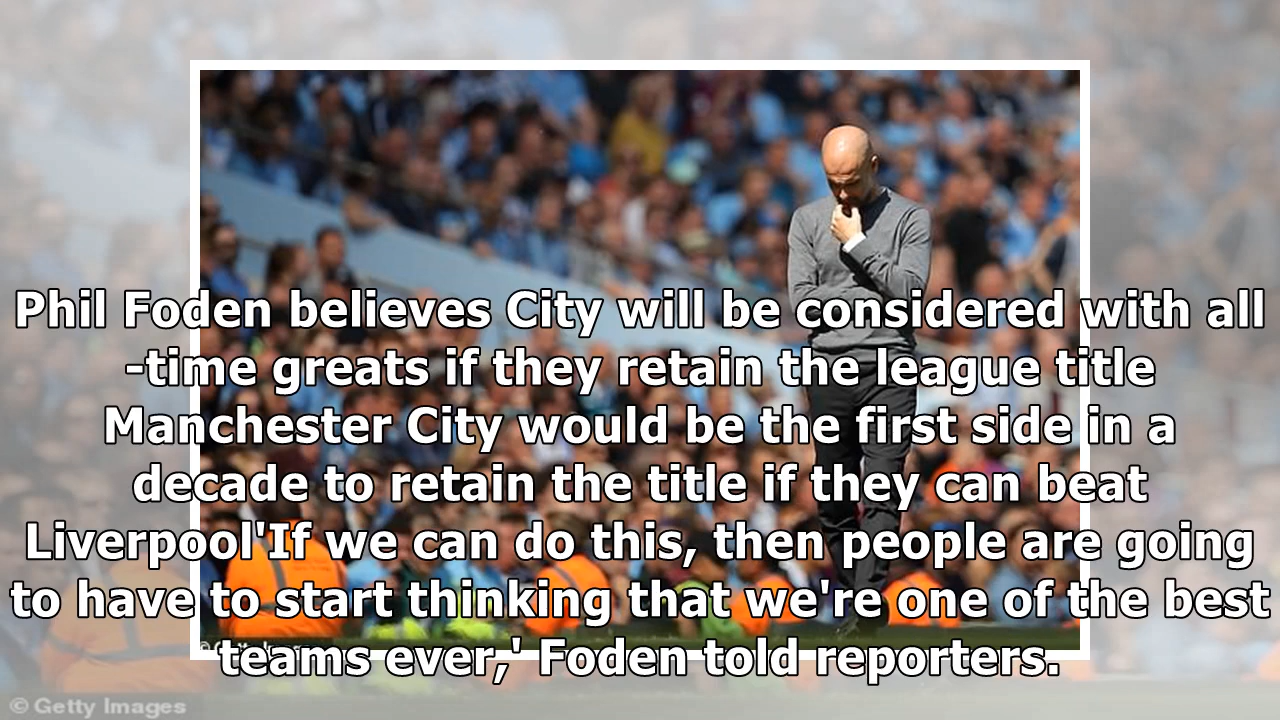 Phil Foden believes City will be considered with all
-time greats if they retain the league title
Manchester City would be the first side in a
decade to retain the title if they can beat
Liverpool'If we can do this, then people are going
to have to start thinking that we're one of the best
teams ever,' Foden told reporters.
© Getty Images